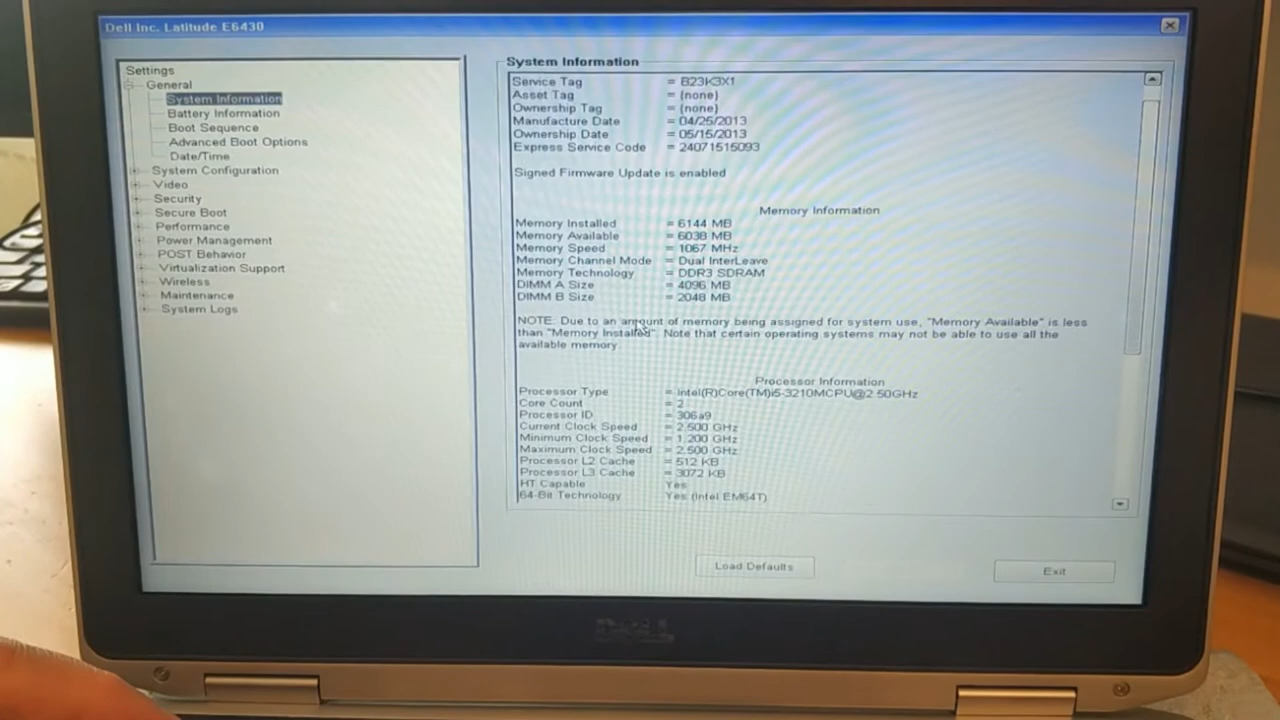 Dell Inc. Latitude E6430
Settings
General
System Information
Battery Information
Boot Sequence
Advanced Boot Options
Date/Time
System Configuration
Video
Security
Secure Boot
Performance
Power Management
POST Behavior
Virtualization Support
Wireless
Maintenance
System Logs
System Information
Service Tag = B23K3X1
Asset Tag = (none)
Ownership Tag = (none)
Manufacture Date = 04/25/2013
Ownership Date = 05/15/2013
Express Service Code = 24071515093
Signed Firmware Update is enabled
Memory Information
Memory Installed = 6144 MB
Memory Available = 6038 MB
Memory Speed = 1067 MHz
Memory Channel Mode = Dual InterLeave
Memory Technology = DDR3 SDRAM
DIMM A Size = 4096 MB
DIMM B Size = 2048 MB
NOTE: Due to an amount of memory being assigned for system use, "Memory Available" is less
than "Memory Installed". Note that certain operating systems may not be able to use all the
available memory.
Processor Information
Processor Type = Intel(R)Core(TM)i5-3210MCPU@2.50GHz
Core Count = 2
Processor ID = 306a9
Current Clock Speed = 2.500 GHz
Minimum Clock Speed = 1.200 GHz
Maximum Clock Speed = 2.500 GHz
Processor L2 Cache = 512 KB
Processor L3 Cache = 3072 KB
HT Capable Yes
64-Bit Technology Yes (Intel EM64T)
Load Defaults
Exit
DELL